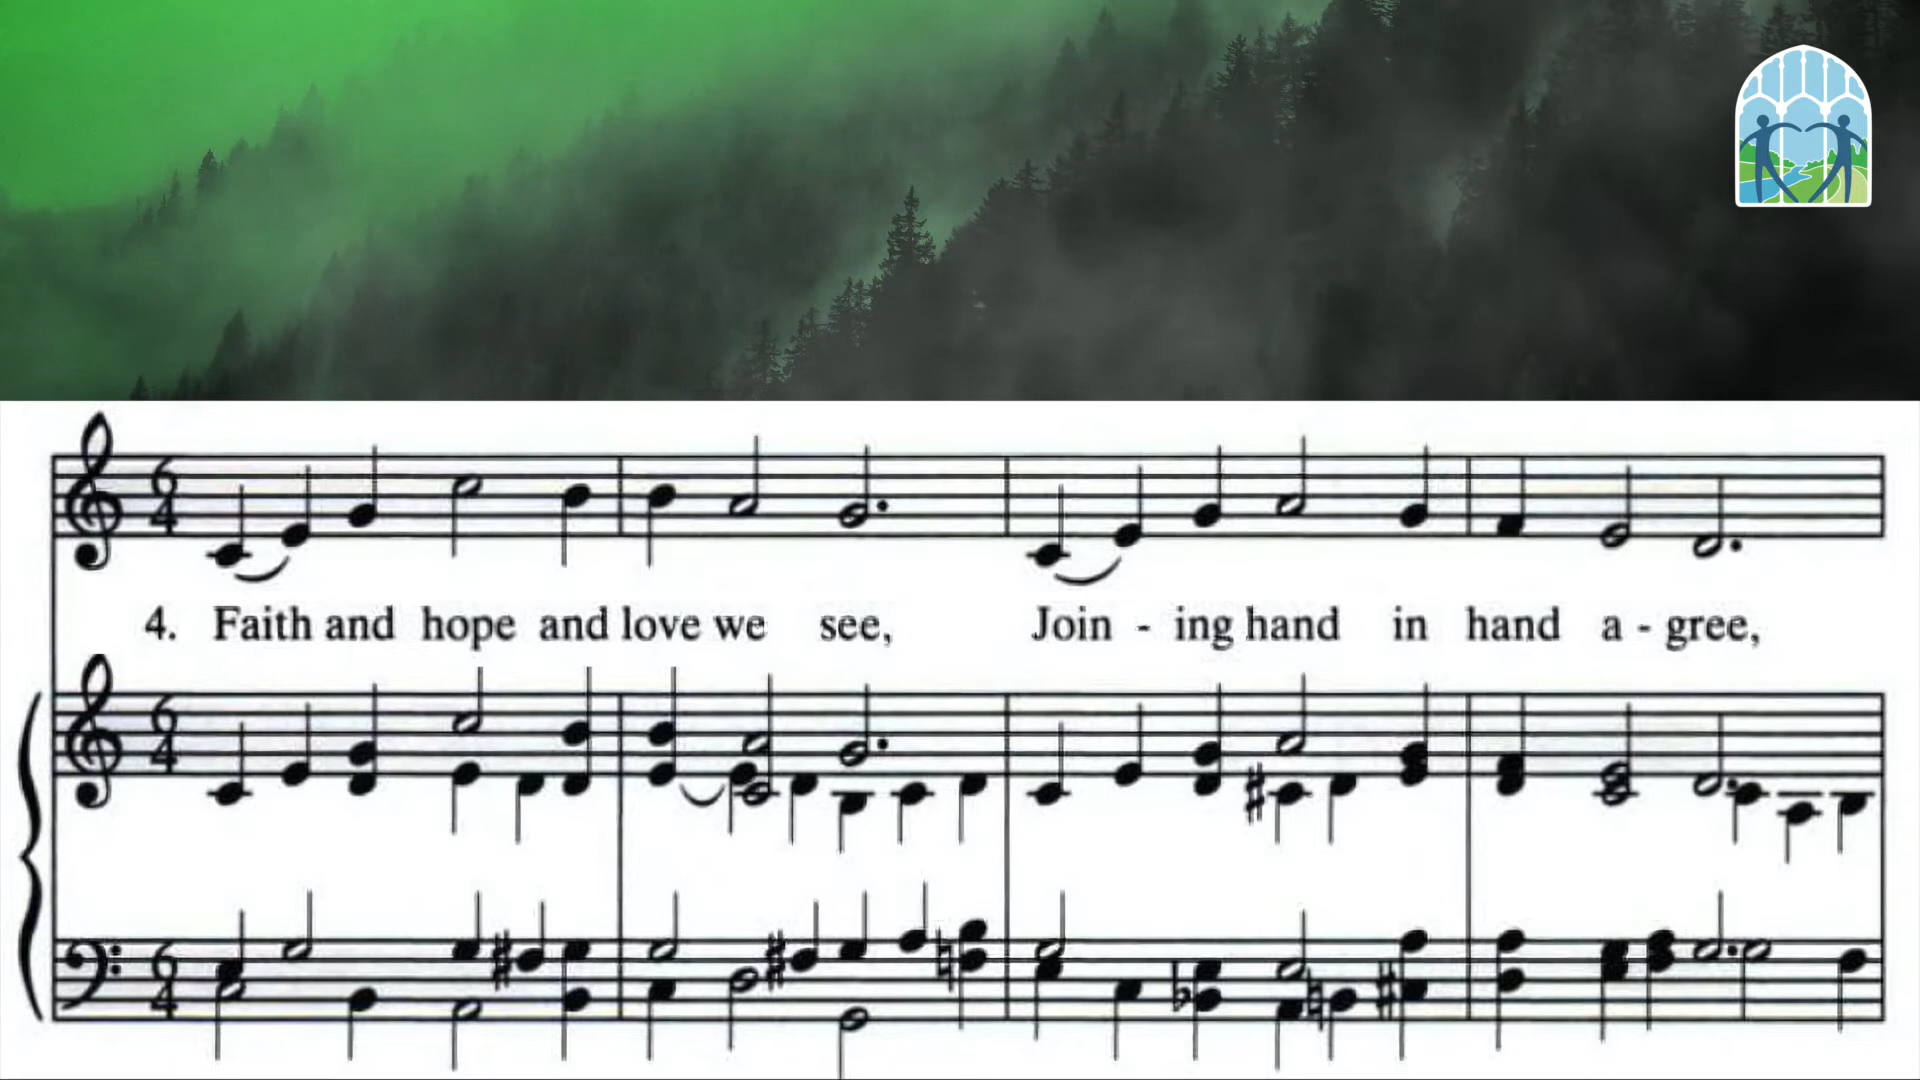 4. Faith and hope and love we see, Join - ing hand in hand a - gree,